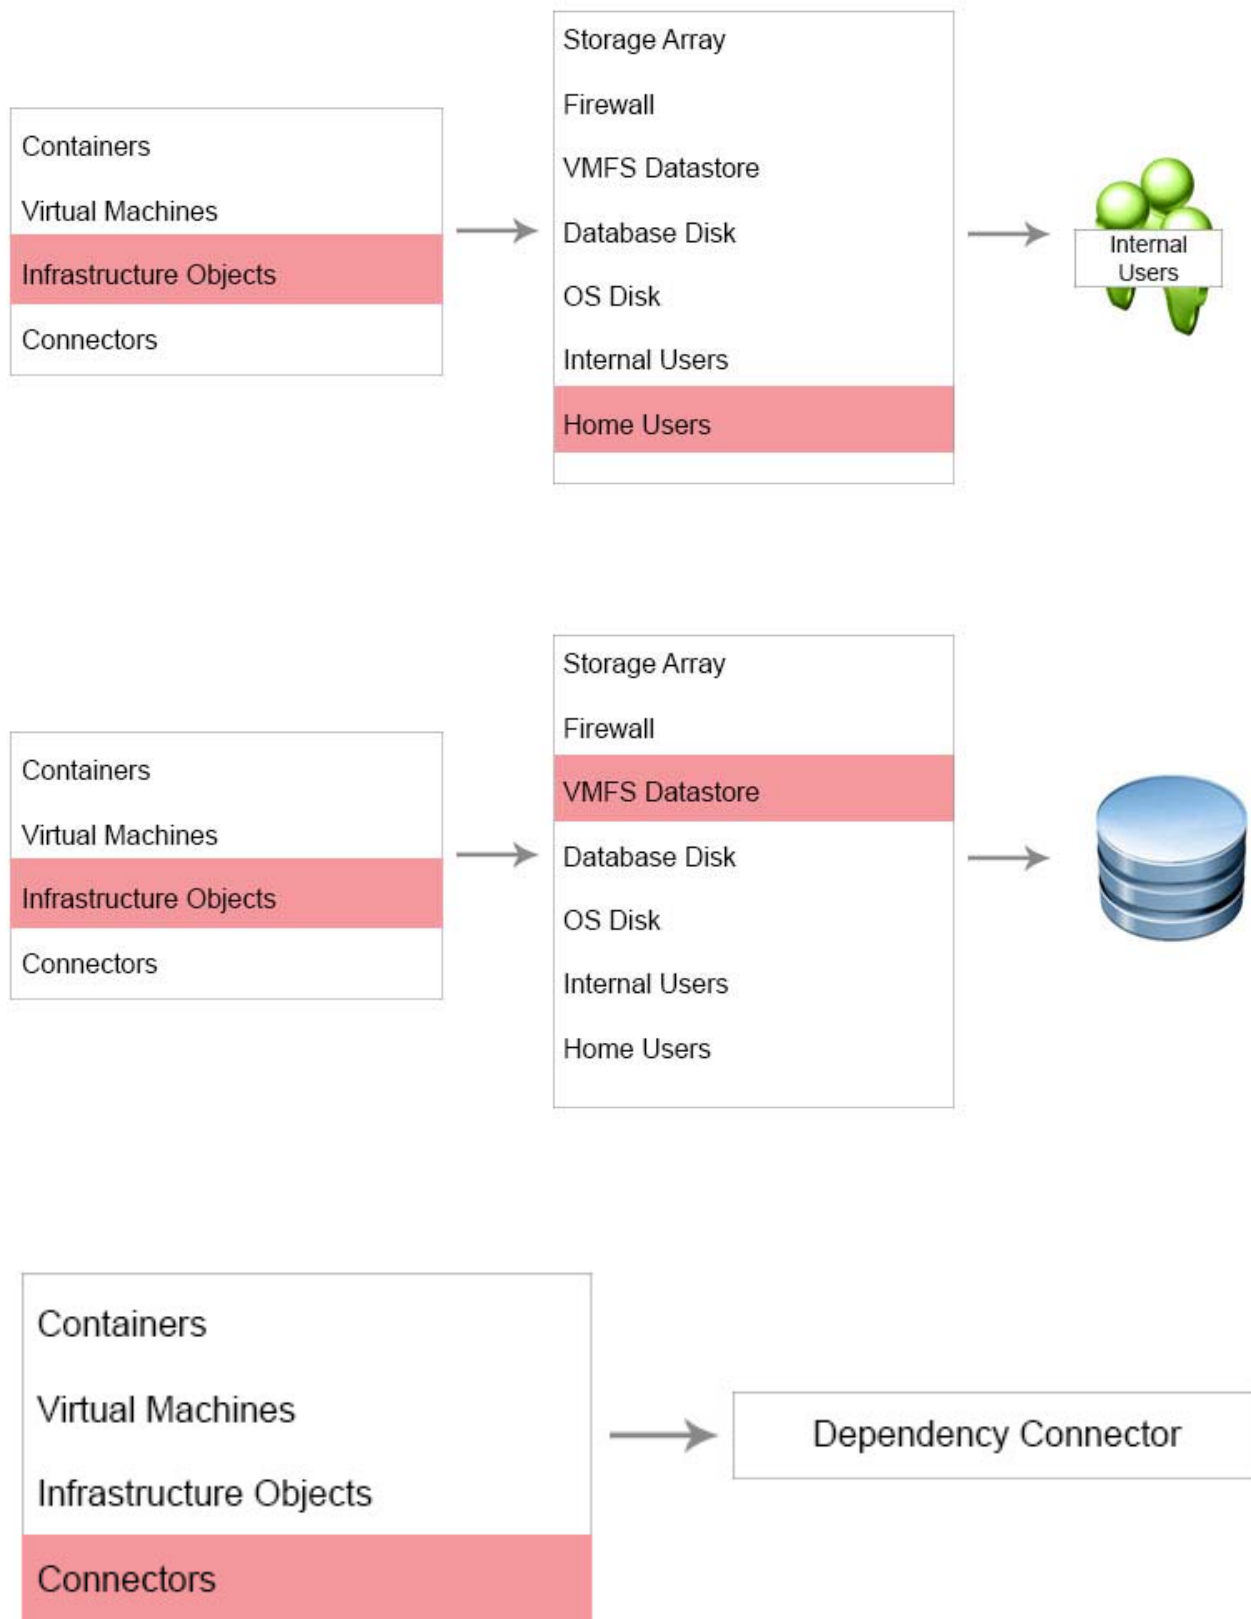 Containers
Virtual Machines
Infrastructure Objects
Connectors
Storage Array
Firewall
VMFS Datastore
Database Disk
OS Disk
Internal Users
Home Users
Internal
Users
Containers
Virtual Machines
Infrastructure Objects
Connectors
Storage Array
Firewall
VMFS Datastore
Database Disk
OS Disk
Internal Users
Home Users
Containers
Virtual Machines
Infrastructure Objects
Connectors
Dependency Connector